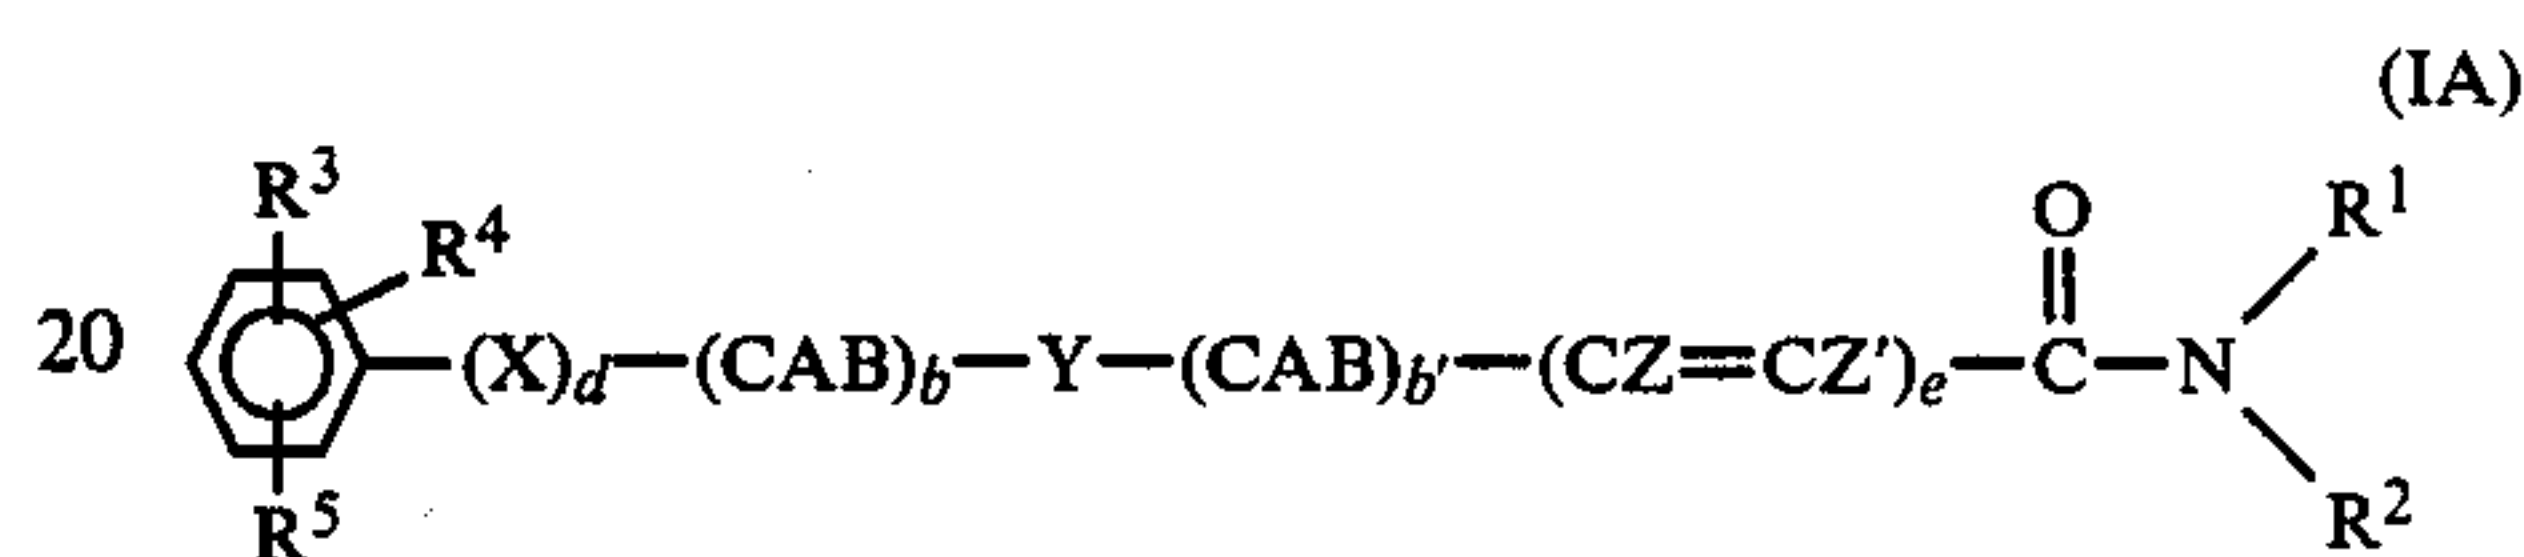 (IA)
R³
R⁴
O
R¹
20 (X)d—(CAB)b—Y—(CAB)b'—(CZ=CZ')e—C—N
R⁵
R²